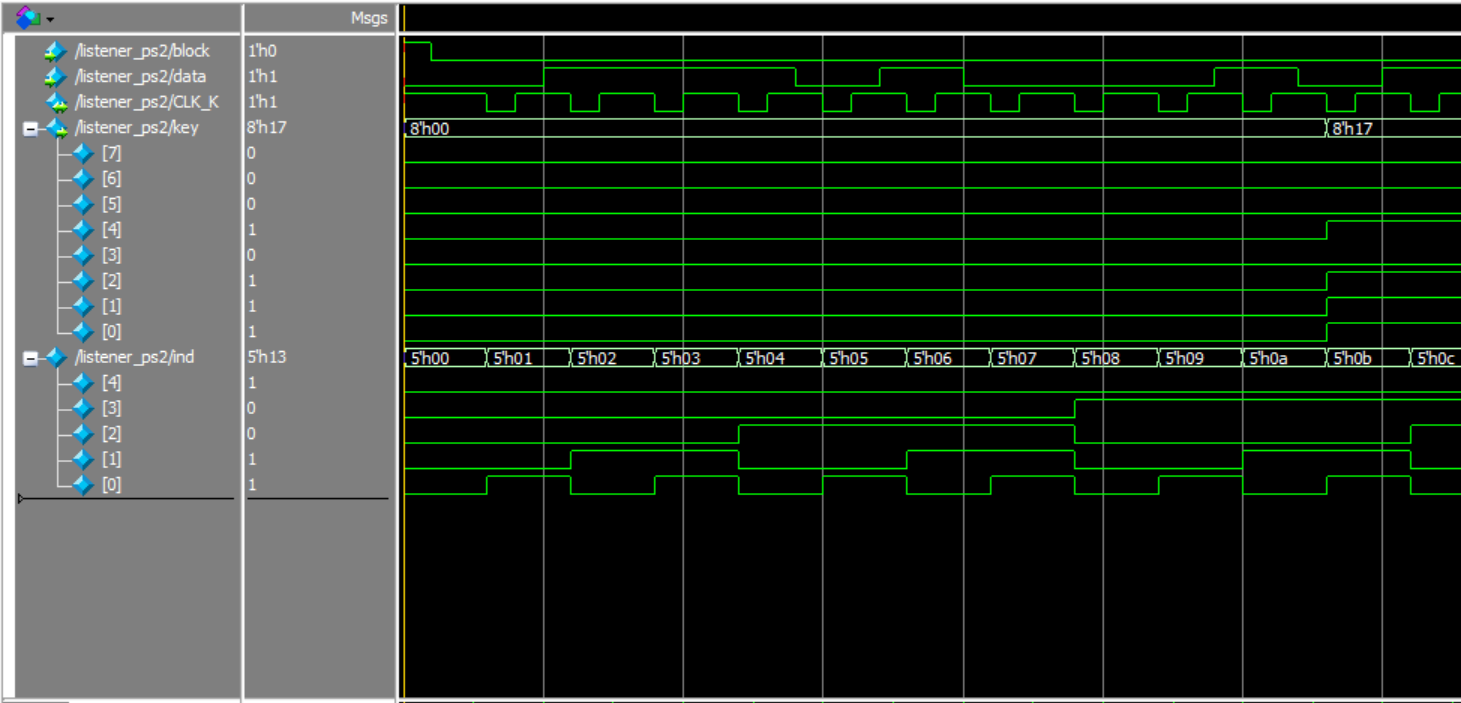 Msgs
/listener_ps2/block 1'h0
/listener_ps2/data 1'h1
/listener_ps2/CLK_K 1'h1
/listener_ps2/key 8'h17 8'h00 8'h17
[7] 0
[6] 0
[5] 0
[4] 1
[3] 0
[2] 1
[1] 1
[0] 1
/listener_ps2/ind 5'h13 5'h00 5'h01 5'h02 5'h03 5'h04 5'h05 5'h06 5'h07 5'h08 5'h09 5'h0a 5'h0b 5'h0c
[4] 1
[3] 0
[2] 0
[1] 1
[0] 1